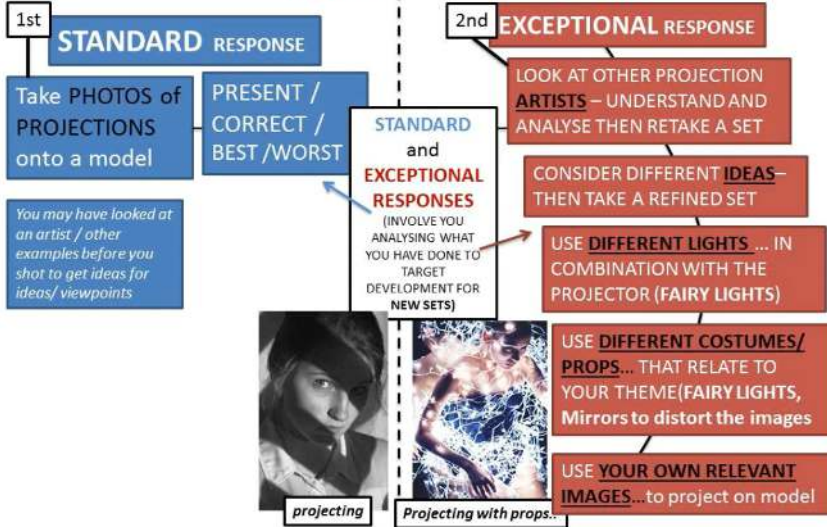 1st
STANDARD RESPONSE
Take PHOTOS of
PROJECTIONS
onto a model
PRESENT /
CORRECT /
BEST /WORST
You may have looked at
an artist / other
examples before you
shot to get ideas for
ideas/ viewpoints
STANDARD
and
EXCEPTIONAL
RESPONSES
(INVOLVE YOU
ANALYSING WHAT
YOU HAVE DONE TO
TARGET
DEVELOPMENT FOR
NEW SETS)
2nd
EXCEPTIONAL RESPONSE
LOOK AT OTHER PROJECTION
ARTISTS – UNDERSTAND AND
ANALYSE THEN RETAKE A SET
CONSIDER DIFFERENT IDEAS–
THEN TAKE A REFINED SET
USE DIFFERENT LIGHTS ... IN
COMBINATION WITH THE
PROJECTOR (FAIRY LIGHTS)
USE DIFFERENT COSTUMES/
PROPS... THAT RELATE TO
YOUR THEME(FAIRY LIGHTS,
Mirrors to distort the images
USE YOUR OWN RELEVANT
IMAGES...to project on model
projecting
Projecting with props..